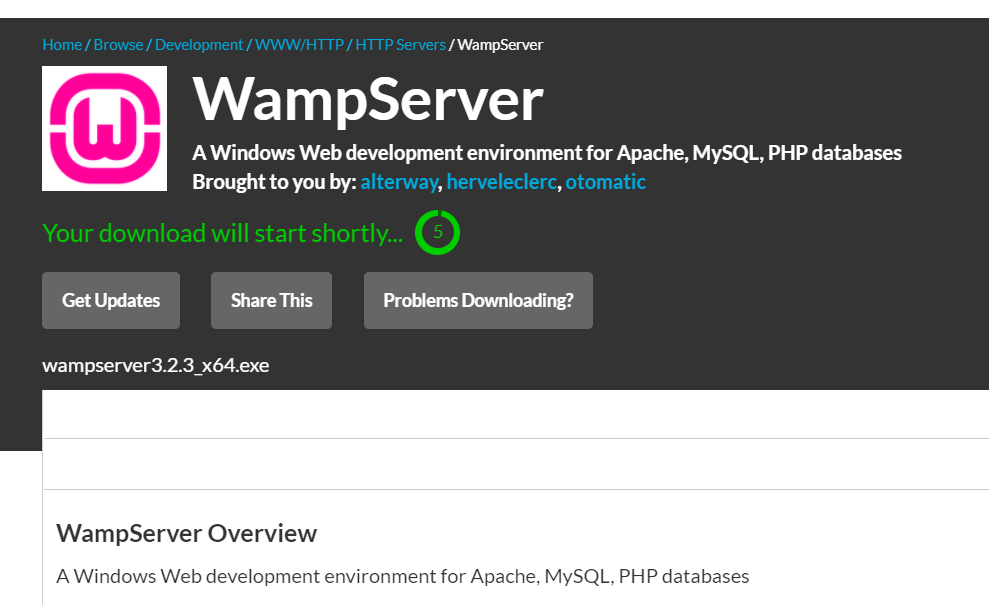 Home / Browse / Development / WWW/HTTP / HTTP Servers / WampServer
W
WampServer
A Windows Web development environment for Apache, MySQL, PHP databases
Brought to you by: alterway, herveleclerc, otomatic
Your download will start shortly... 5
Get Updates Share This Problems Downloading?
wampserver3.2.3_x64.exe
WampServer Overview
A Windows Web development environment for Apache, MySQL, PHP databases